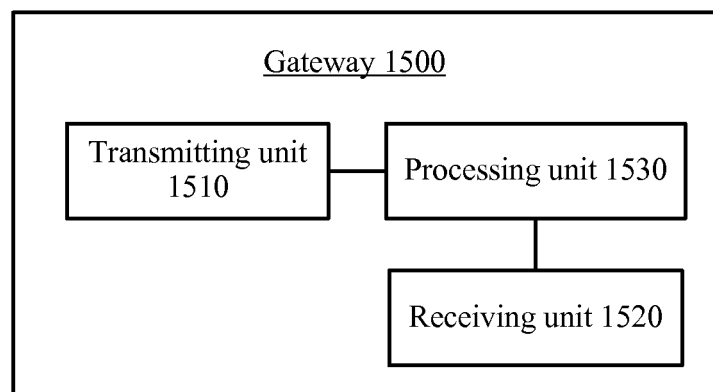 Gateway 1500
Transmitting unit
1510
Processing unit 1530
Receiving unit 1520